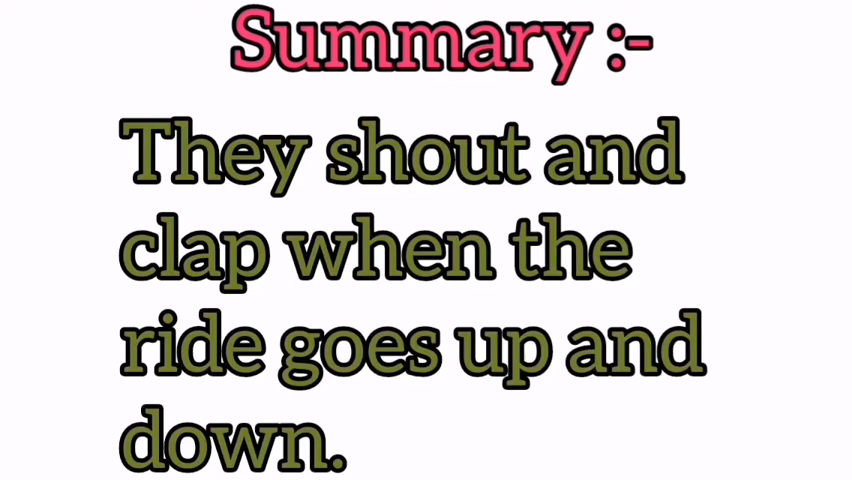 Summary :-
They shout and
clap when the
ride goes up and
down.